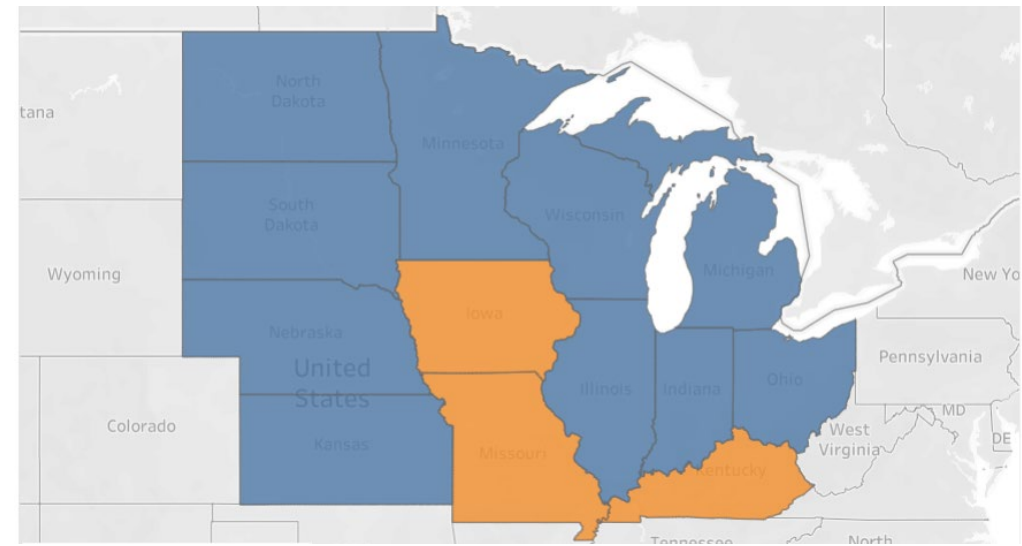 North
Dakota
tana
Minnesota
South
Dakota
Wisconsin
Wyoming
Michigan
New Yo
Iowa
Nebraska
United
States
Pennsylvania
Illinois
Indiana
Ohio
Colorado
MD
West
Virginia
DE
Kansas
Missouri
Kentucky
Tennessee
North